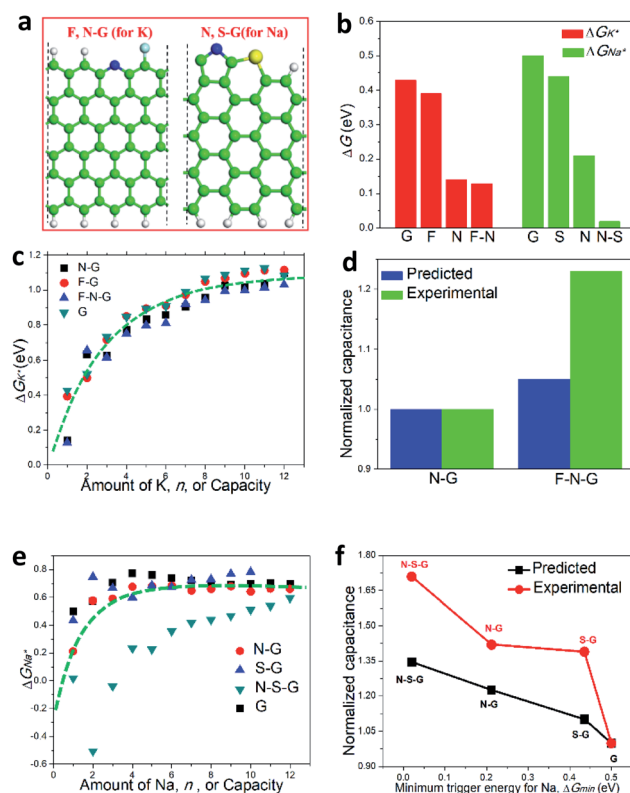 a
F, N-G (for K)
N, S-G(for Na)
b
ΔG_K*
ΔG_Na*
ΔG (eV)
0.5
0.4
0.3
0.2
0.1
0.0
G F N F-N
G S N N-S
c
N-G
F-G
F-N-G
G
ΔG_K* (eV)
1.2
1.0
0.8
0.6
0.4
0.2
0.0
0 2 4 6 8 10 12
Amount of K, n, or Capacity
d
Predicted
Experimental
Normalized capacitance
1.2
1.1
1.0
0.9
N-G F-N-G
e
ΔG_Na*
0.8
0.6
0.4
0.2
0.0
-0.2
-0.4
-0.6
N-G
S-G
N-S-G
G
0 2 4 6 8 10 12
Amount of Na, n , or Capacity
f
Predicted
Experimental
Normalized capacitance
1.80
1.65
1.50
1.35
1.20
1.05
0.90
N-S-G
N-G
S-G
N-S-G
N-G
S-G
G
0.0 0.1 0.2 0.3 0.4 0.5
Minimum trigger energy for Na, ΔGmin (eV)